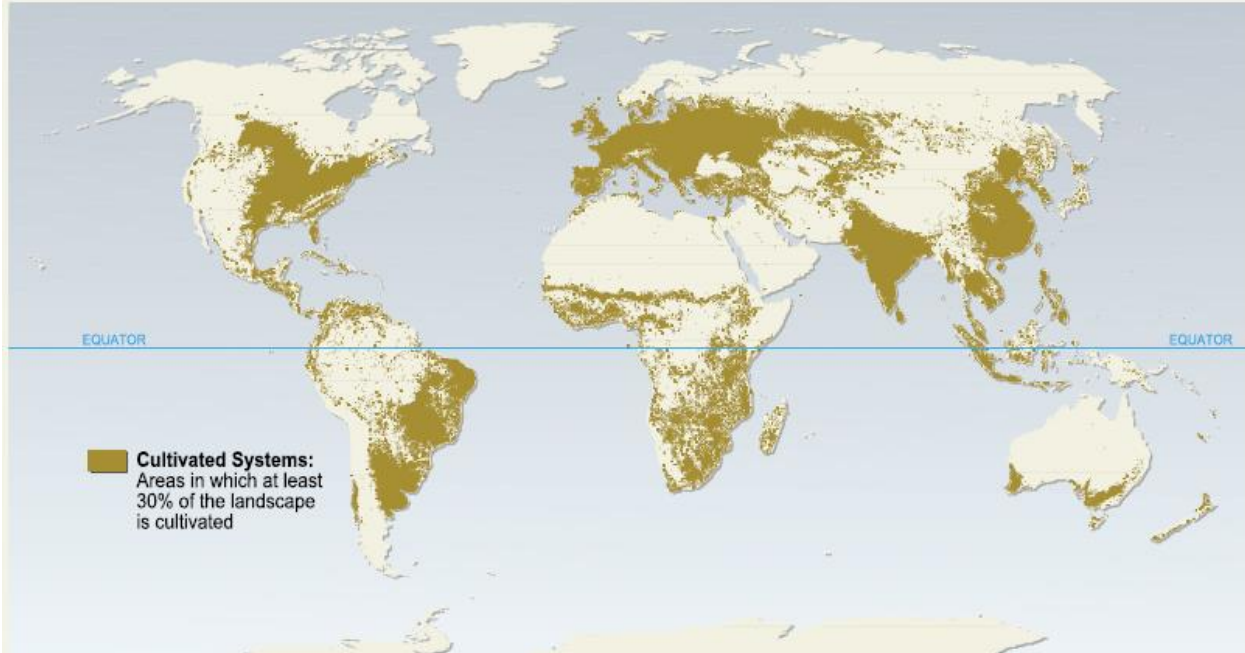 EQUATOR
EQUATOR
Cultivated Systems:
Areas in which at least
30% of the landscape
is cultivated